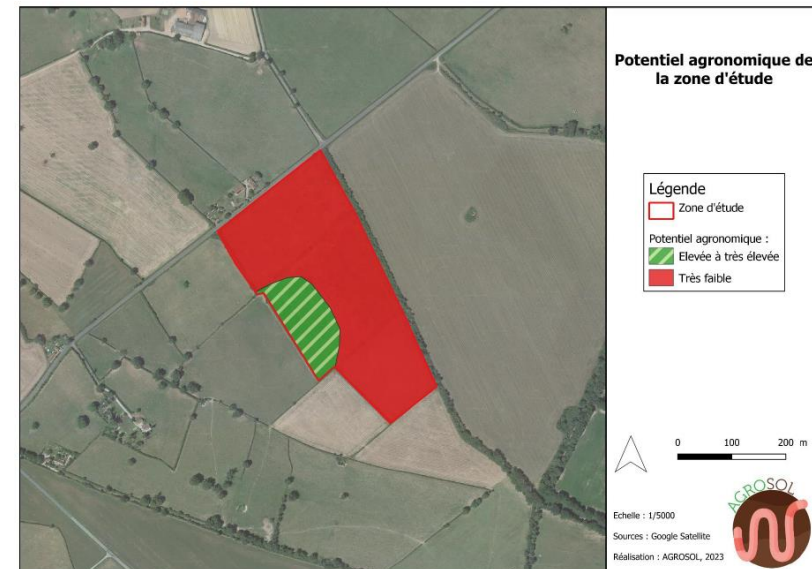 Potentiel agronomique de
la zone d'étude
Légende
Zone d'étude
Potentiel agronomique :
Elevée à très élevée
Très faible
0 100 200 m
Echelle : 1/5000
Sources : Google Satellite
Réalisation : AGROSOL, 2023
AGROSOL